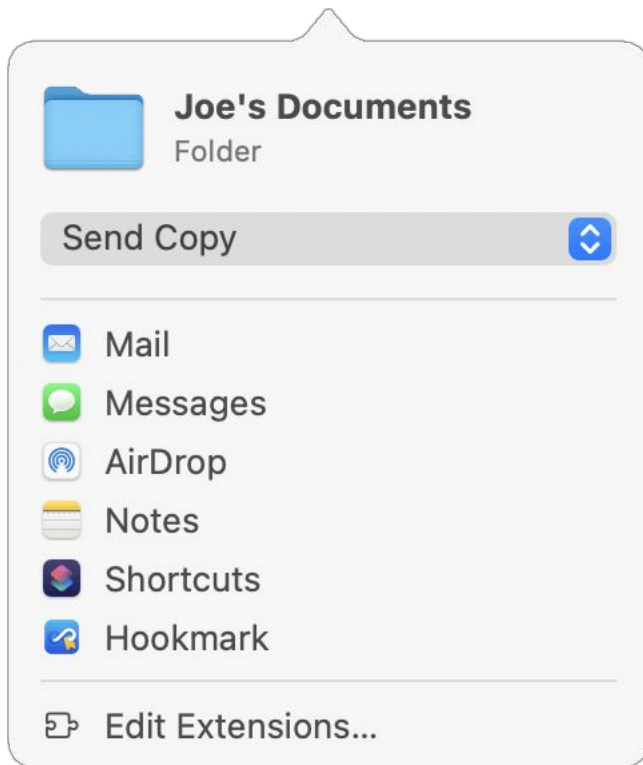 Joe's Documents
Folder
Send Copy
Mail
Messages
AirDrop
Notes
Shortcuts
Hookmark
Edit Extensions...